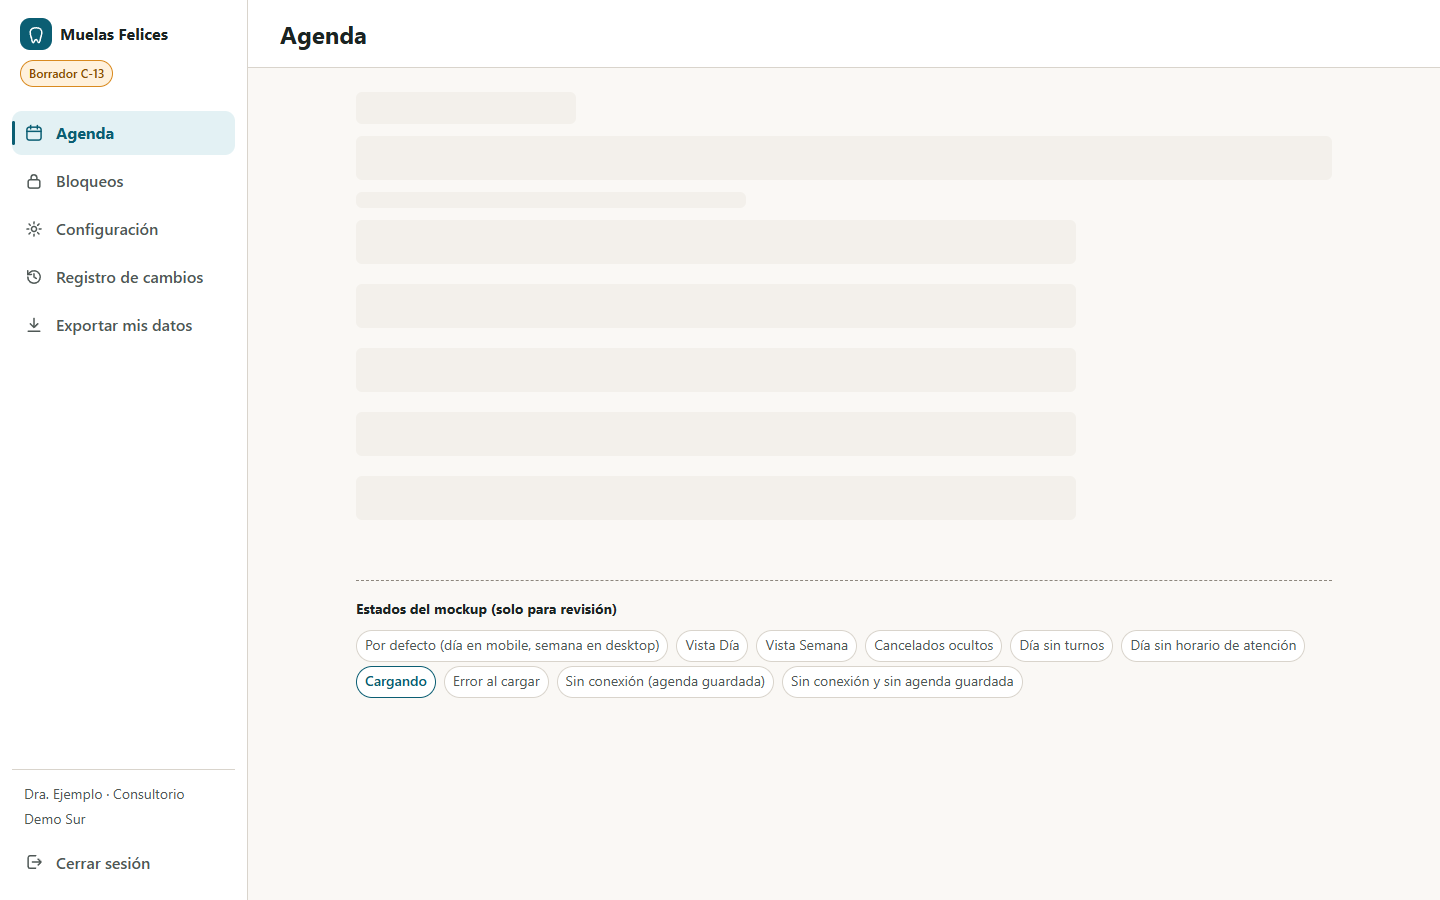 Muelas Felices
Borrador C-13
Agenda
Bloqueos
Configuración
Registro de cambios
Exportar mis datos
Dra. Ejemplo · Consultorio
Demo Sur
Cerrar sesión
Agenda
Estados del mockup (solo para revisión)
Por defecto (día en mobile, semana en desktop) Vista Día Vista Semana Cancelados ocultos Día sin turnos Día sin horario de atención
Cargando Error al cargar Sin conexión (agenda guardada) Sin conexión y sin agenda guardada